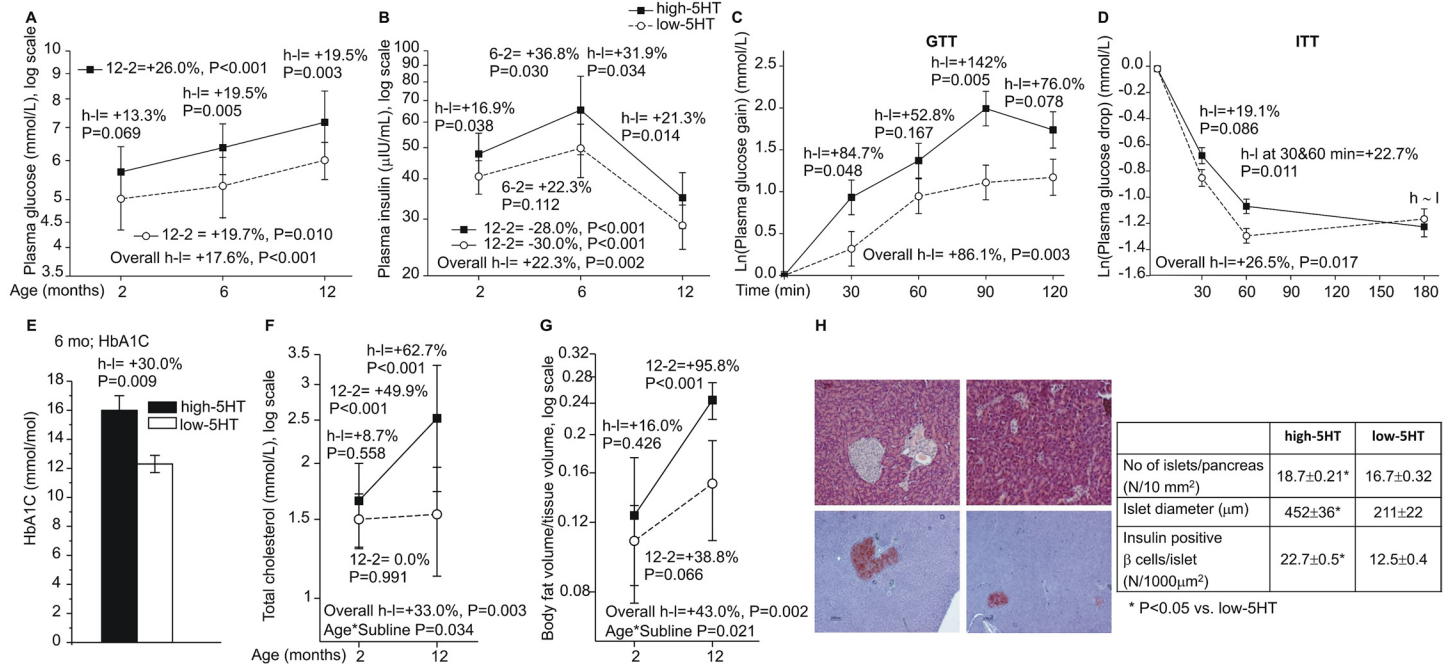 high-5HT
low-5HT
A
Plasma glucose (mmol/L), log scale
10
9
8
7
6
5
4
3.5
12-2=+26.0%, P<0.001
h-l= +19.5%
P=0.003
h-l= +19.5%
P=0.005
h-l= +13.3%
P=0.069
12-2 = +19.7%, P=0.010
Overall h-l= +17.6%, P<0.001
Age (months)
2
6
12
B
Plasma insulin (μIU/mL), log scale
100
90
80
70
60
50
40
30
20
6-2= +36.8%
P=0.030
h-l=+31.9%
P=0.034
h-l=+16.9%
P=0.038
h-l= +21.3%
P=0.014
6-2= +22.3%
P=0.112
12-2= -28.0%, P<0.001
12-2= -30.0%, P<0.001
Overall h-l= +22.3%, P=0.002
2
6
12
C
GTT
Ln(Plasma glucose gain) (mmol/L)
2.5
2.0
1.5
1.0
0.5
0.0
h-l=+142%
P=0.005
h-l=+76.0%
P=0.078
h-l=+52.8%
P=0.167
h-l=+84.7%
P=0.048
Overall h-l= +86.1%, P=0.003
Time (min)
30
60
90
120
D
ITT
Ln(Plasma glucose drop) (mmol/L)
0.0
-0.2
-0.4
-0.6
-0.8
-1.0
-1.2
-1.4
-1.6
h-l=+19.1%
P=0.086
h-l at 30&60 min=+22.7%
P=0.011
h ~ l
Overall h-l=+26.5%, P=0.017
30
60
90
120
150
180
E
6 mo; HbA1C
h-l= +30.0%
P=0.009
HbA1C (mmol/mol)
18
16
14
12
10
8
6
4
2
0
high-5HT
low-5HT
F
Total cholesterol (mmol/L), log scale
3.5
3
2.5
2
1.5
1
h-l=+62.7%
P<0.001
12-2= +49.9%
P<0.001
h-l=+8.7%
P=0.558
12-2= 0.0%
P=0.991
Overall h-l=+33.0%, P=0.003
Age*Subline P=0.034
Age (months)
2
12
G
Body fat volume/tissue volume, log scale
0.32
0.28
0.24
0.2
0.16
0.12
0.08
12-2=+95.8%
P<0.001
h-l=+16.0%
P=0.426
12-2=+38.8%
P=0.066
Overall h-l=+43.0%, P=0.002
Age*Subline P=0.021
2
12
H
high-5HT low-5HT
No of islets/pancreas
(N/10 mm²) 18.7±0.21* 16.7±0.32
Islet diameter (μm) 452±36* 211±22
Insulin positive
β cells/islet 22.7±0.5* 12.5±0.4
(N/1000μm²)
* P<0.05 vs. low-5HT